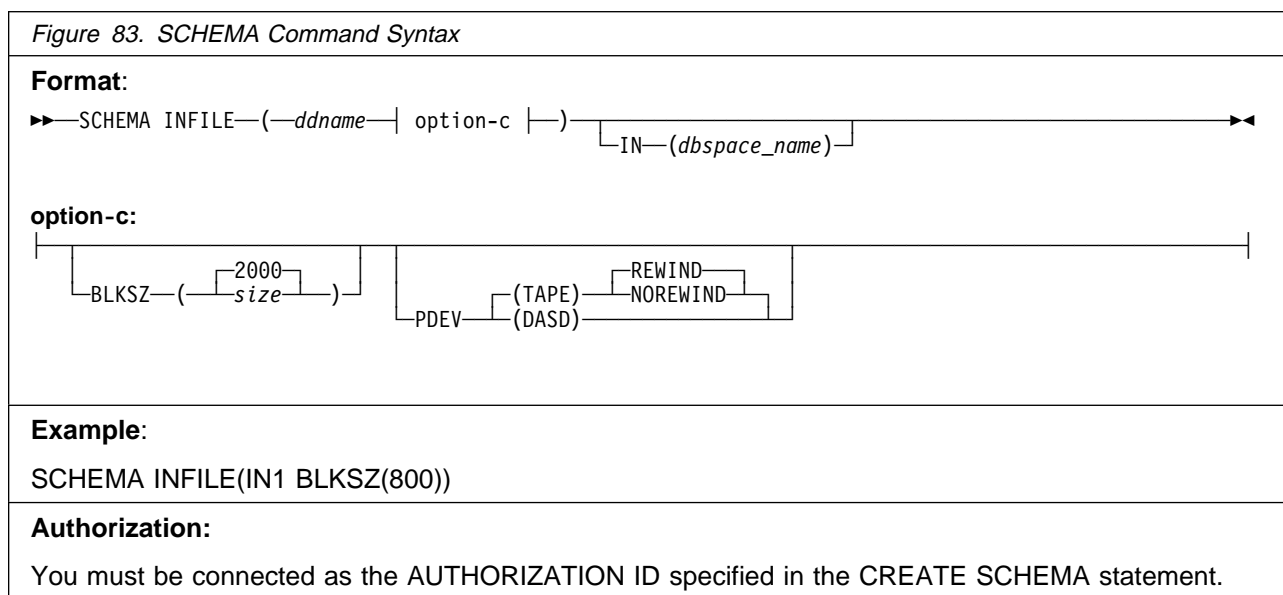 Figure 83. SCHEMA Command Syntax
Format:
►►──SCHEMA INFILE──(──ddname──┤ option-c ├──)──►◄
IN──(dbspace_name)
option-c:
2000
REWIND
BLKSZ──(──size──)
(TAPE)──NOREWIND
PDEV──(DASD)
Example:
SCHEMA INFILE(IN1 BLKSZ(800))
Authorization:
You must be connected as the AUTHORIZATION ID specified in the CREATE SCHEMA statement.